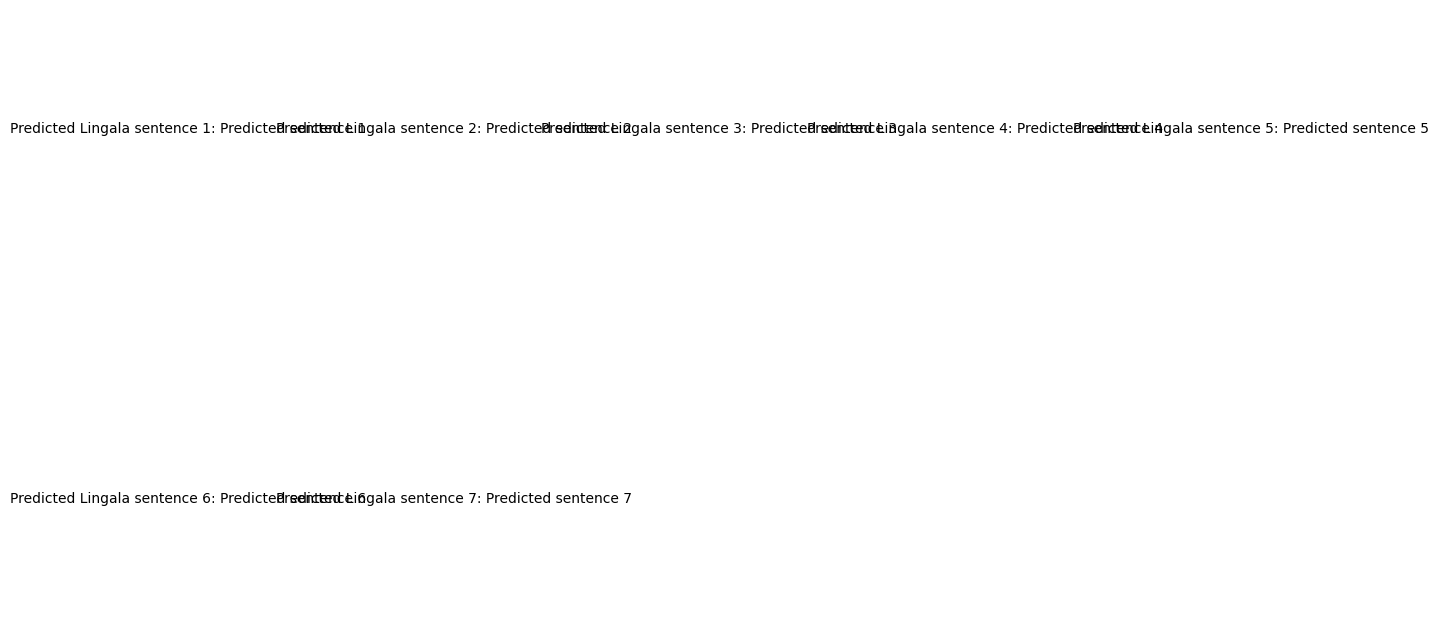 Predicted Lingala sentence 1: Predicted sentence 1
Predicted Lingala sentence 2: Predicted sentence 2
Predicted Lingala sentence 3: Predicted sentence 3
Predicted Lingala sentence 4: Predicted sentence 4
Predicted Lingala sentence 5: Predicted sentence 5
Predicted Lingala sentence 6: Predicted sentence 6
Predicted Lingala sentence 7: Predicted sentence 7